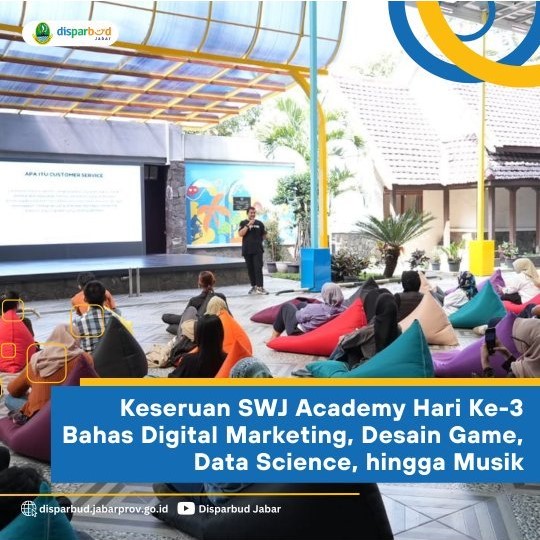 disparbud
Jabar
APA ITU CUSTOMER SERVICE
Keseruan SWJ Academy Hari Ke-3
Bahas Digital Marketing, Desain Game,
Data Science, hingga Musik
disparbud.jabarprov.go.id
Disparbud Jabar